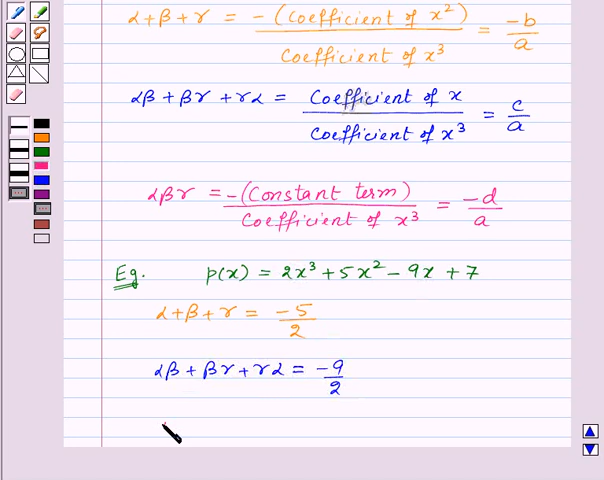 α+β+γ = -(Coefficient of x²) / Coefficient of x³ = -b/a
αβ+βγ+γα = Coefficient of x / Coefficient of x³ = c/a
αβγ = -(Constant term) / Coefficient of x³ = -d/a
Eg. p(x) = 2x³+5x²-9x+7
α+β+γ = -5/2
αβ+βγ+γα = -9/2